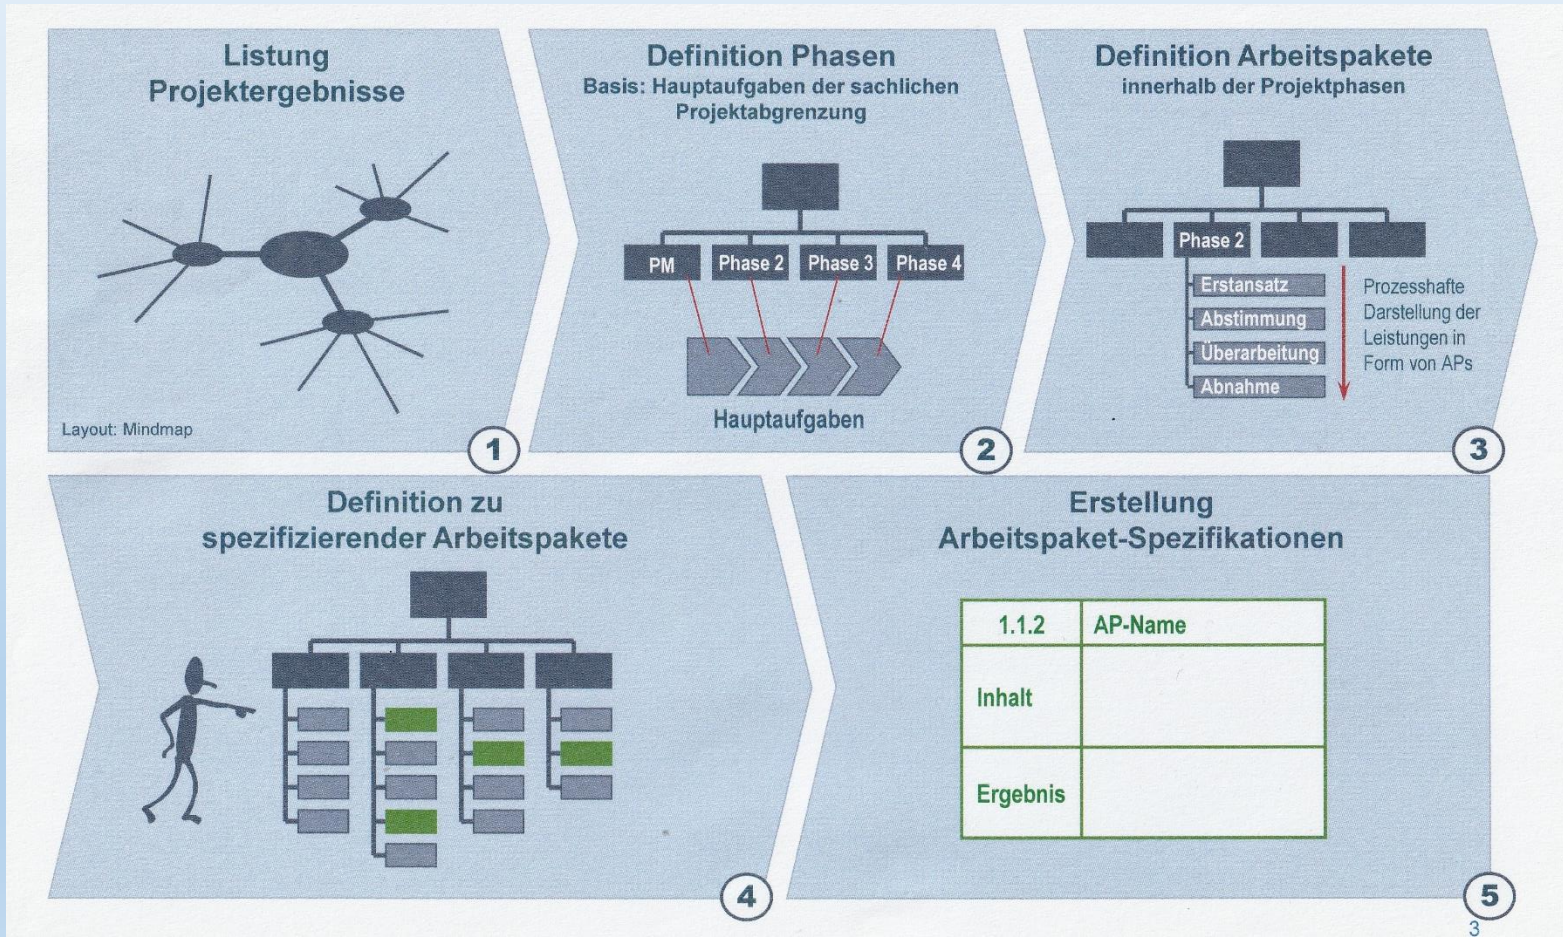 Listung
Projektergebnisse
Layout: Mindmap
1
Definition Phasen
Basis: Hauptaufgaben der sachlichen
Projektabgrenzung
PM
Phase 2
Phase 3
Phase 4
Hauptaufgaben
2
Definition Arbeitspakete
innerhalb der Projektphasen
Phase 2
Erstansatz
Abstimmung
Überarbeitung
Abnahme
Prozesshafte
Darstellung der
Leistungen in
Form von APs
3
Definition zu
spezifizierender Arbeitspakete
4
Erstellung
Arbeitspaket-Spezifikationen
1.1.2 AP-Name
Inhalt
Ergebnis
5
3